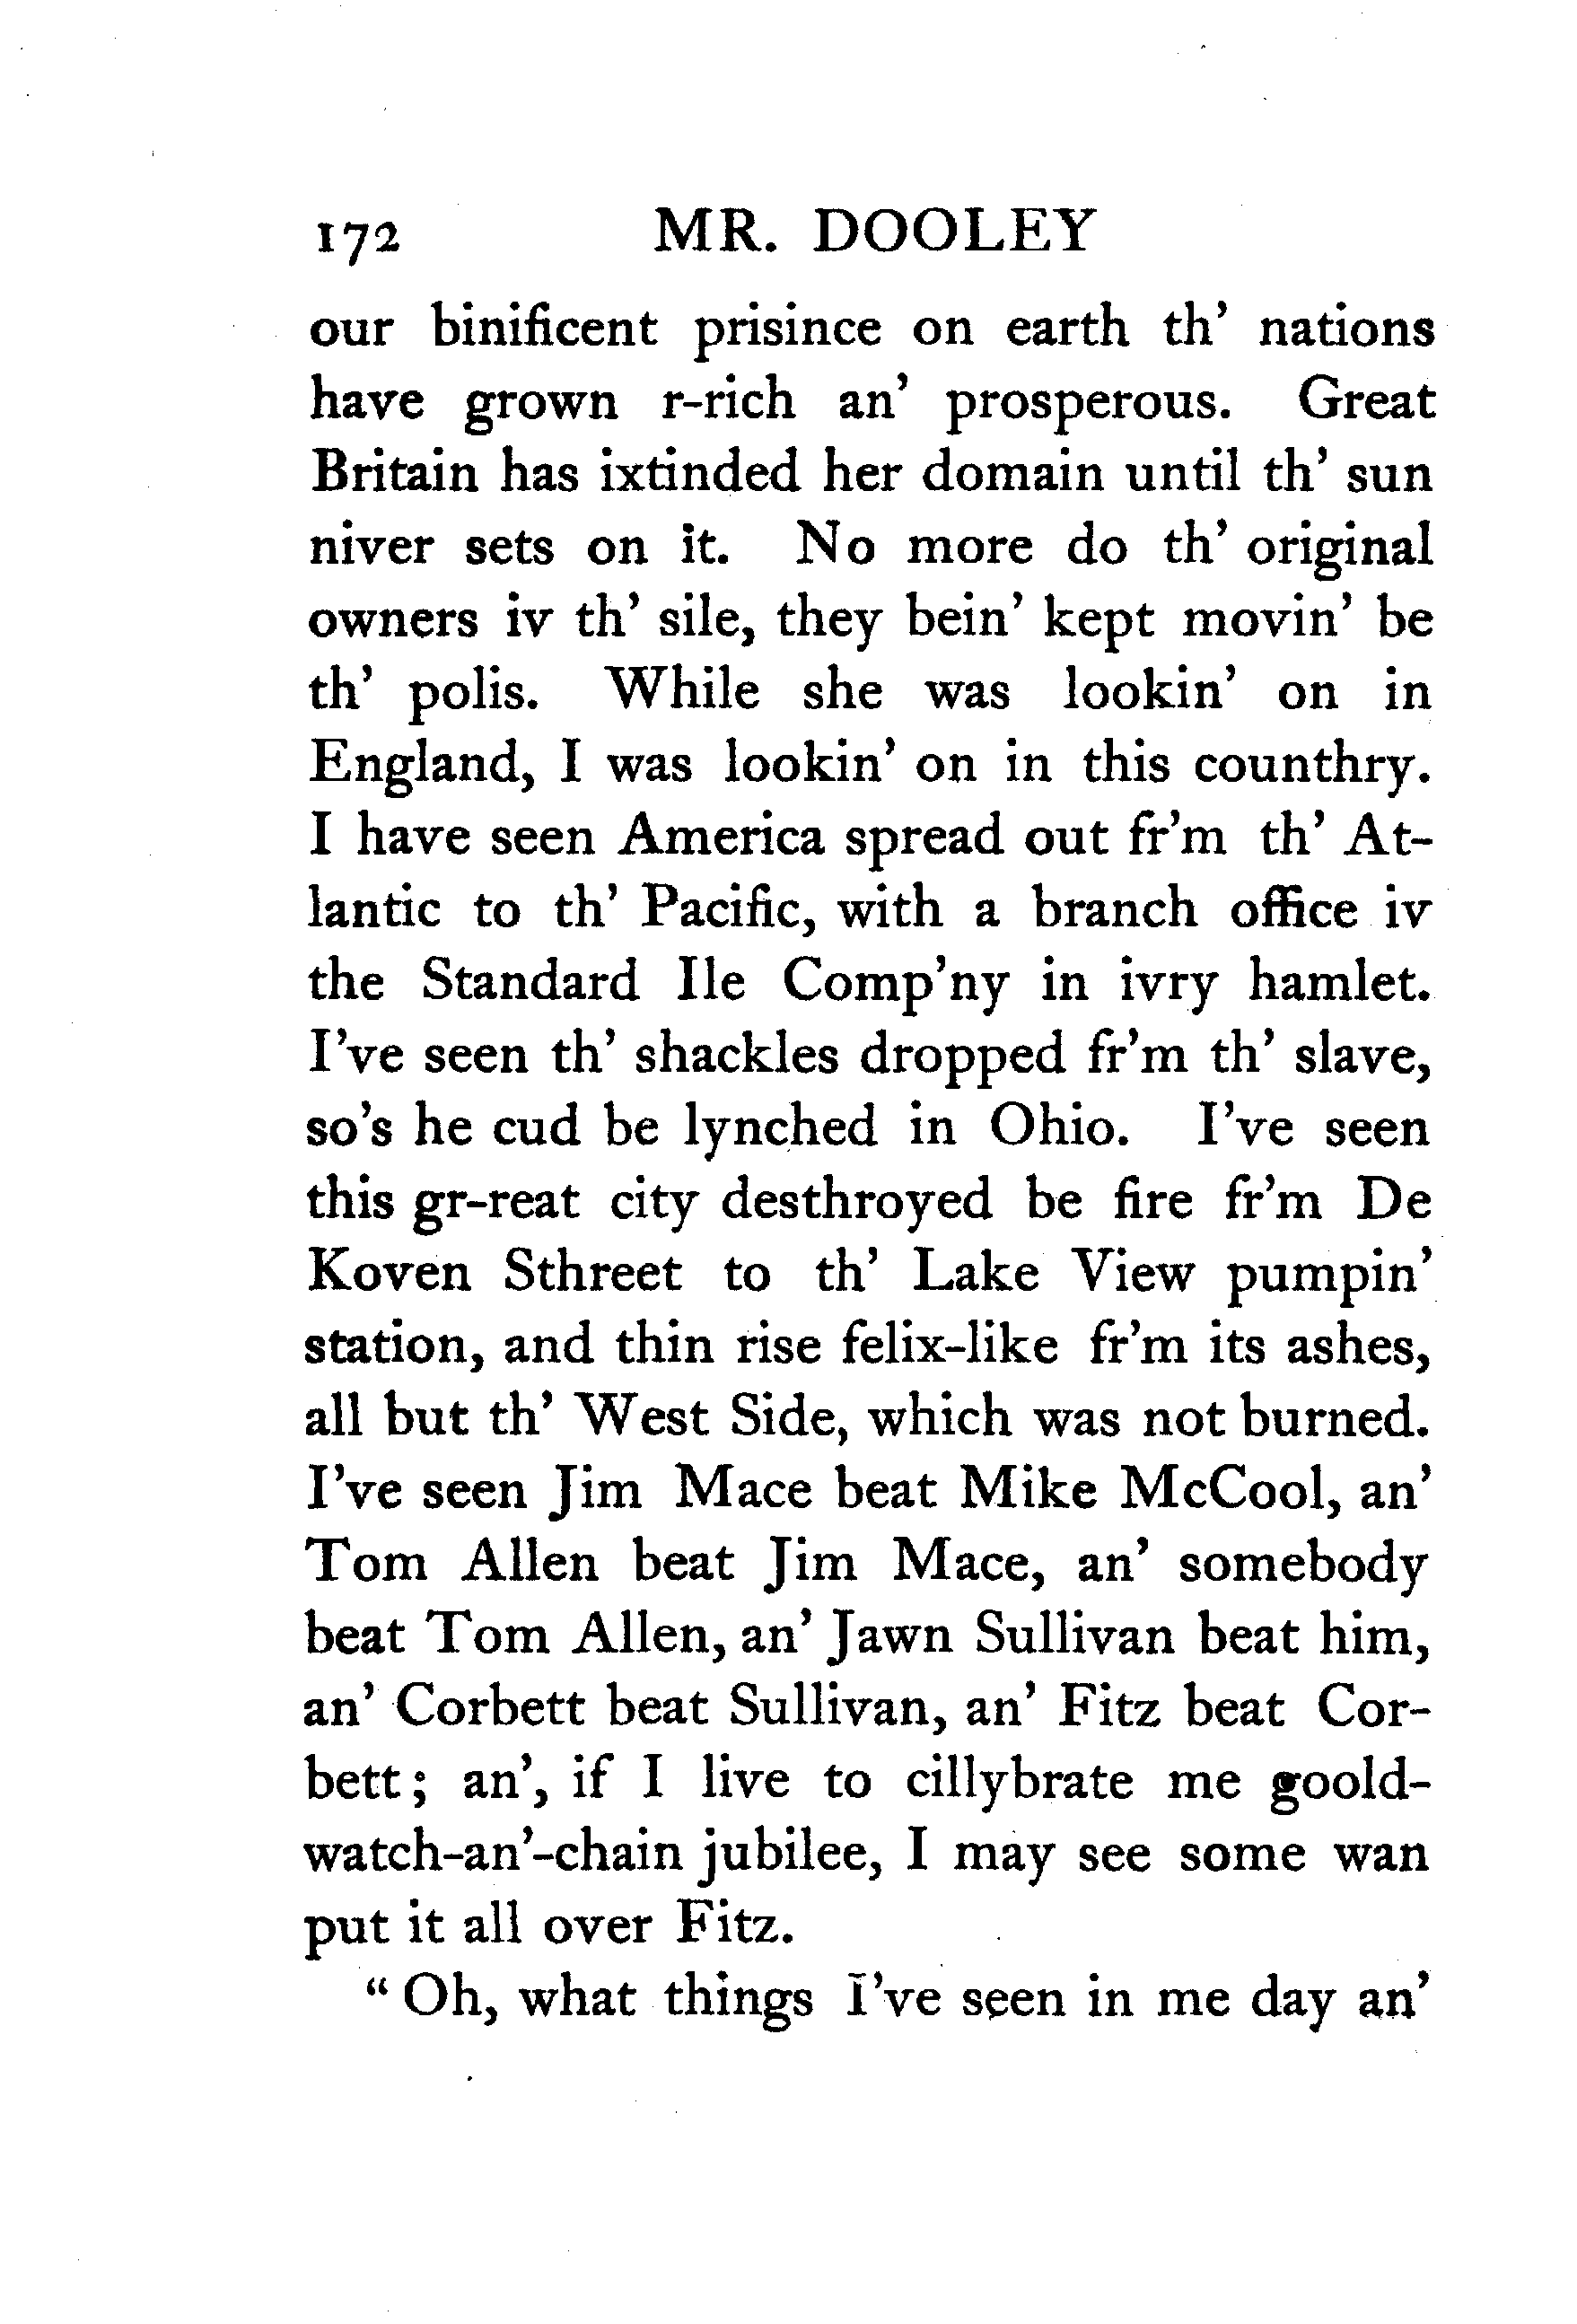 172 MR. DOOLEY
our binificent prisince on earth th' nations
have grown r-rich an' prosperous. Great
Britain has ixtinded her domain until th' sun
niver sets on it. No more do th' original
owners iv th' sile, they bein' kept movin' be
th' polis. While she was lookin' on in
England, I was lookin' on in this counthry.
I have seen America spread out fr'm th' At-
lantic to th' Pacific, with a branch office iv
the Standard Ile Comp'ny in ivry hamlet.
I've seen th' shackles dropped fr'm th' slave,
so's he cud be lynched in Ohio. I've seen
this gr-reat city desthroyed be fire fr'm De
Koven Sthreet to th' Lake View pumpin'
station, and thin rise felix-like fr'm its ashes,
all but th' West Side, which was not burned.
I've seen Jim Mace beat Mike McCool, an'
Tom Allen beat Jim Mace, an' somebody
beat Tom Allen, an' Jawn Sullivan beat him,
an' Corbett beat Sullivan, an' Fitz beat Cor-
bett; an', if I live to cillybrate me goold-
watch-an'-chain jubilee, I may see some wan
put it all over Fitz.
"Oh, what things I've seen in me day an'